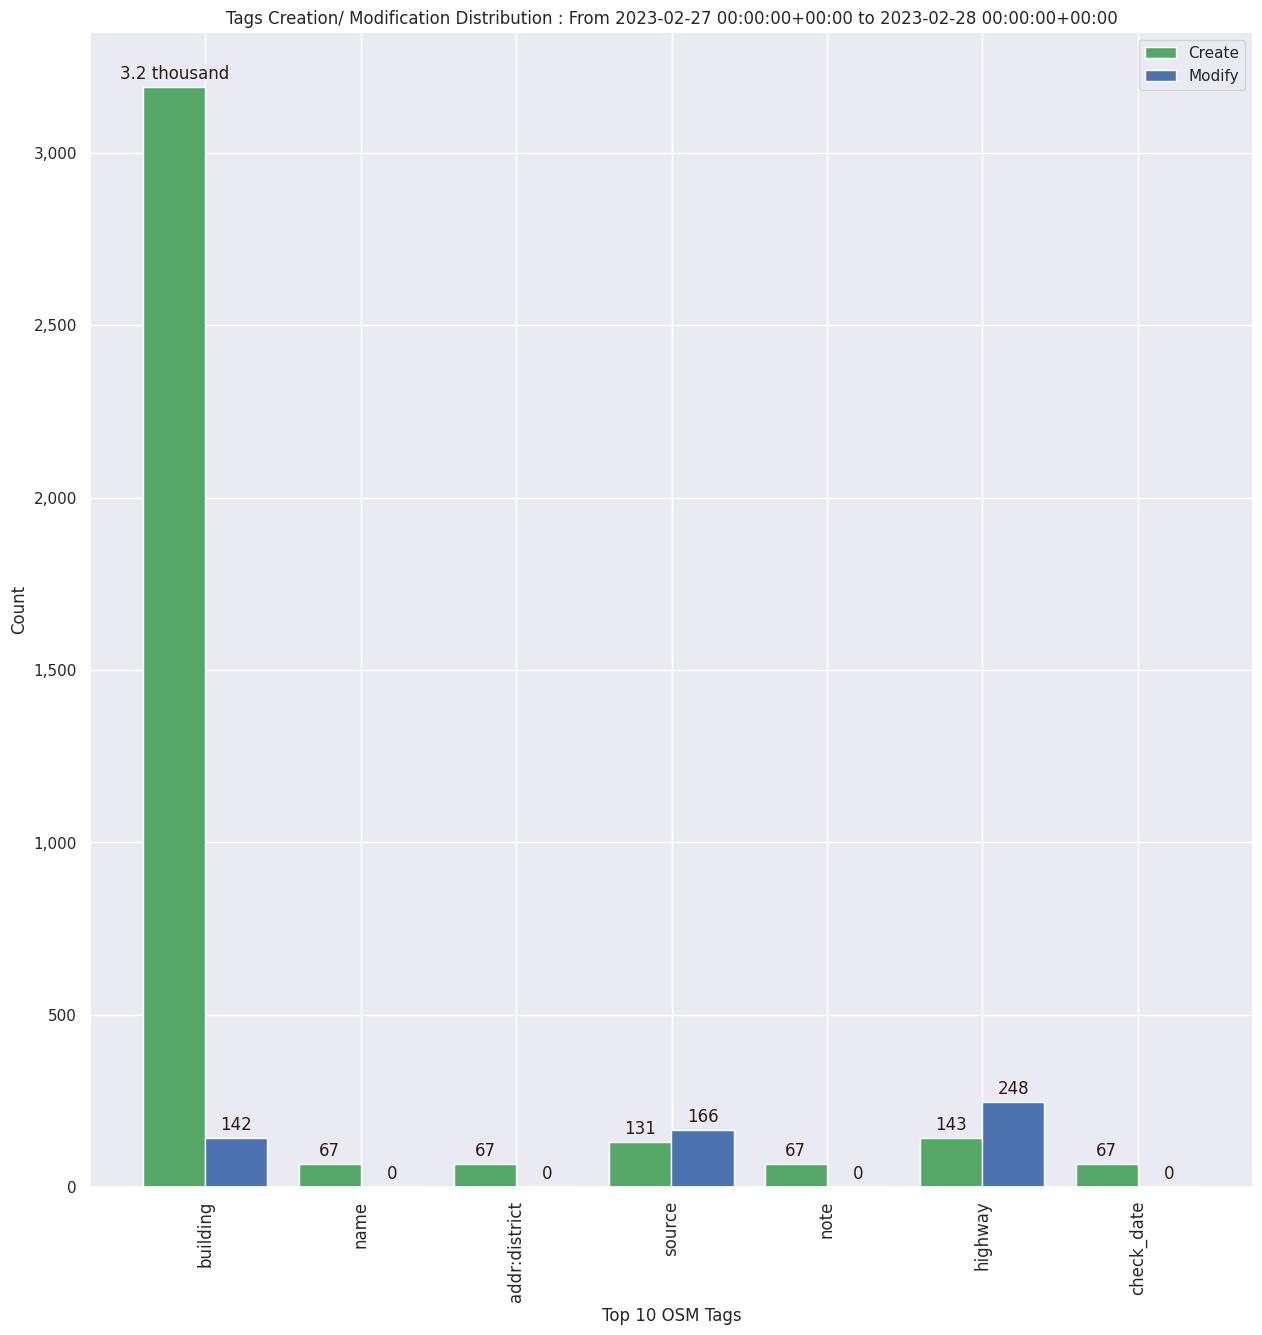 Tags Creation/ Modification Distribution : From 2023-02-27 00:00:00+00:00 to 2023-02-28 00:00:00+00:00
Create
Modify
3.2 thousand
3,000
2,500
2,000
1,500
1,000
500
0
Count
142
67
0
67
0
131
166
67
0
143
248
67
0
building
name
addr:district
source
note
highway
check_date
Top 10 OSM Tags